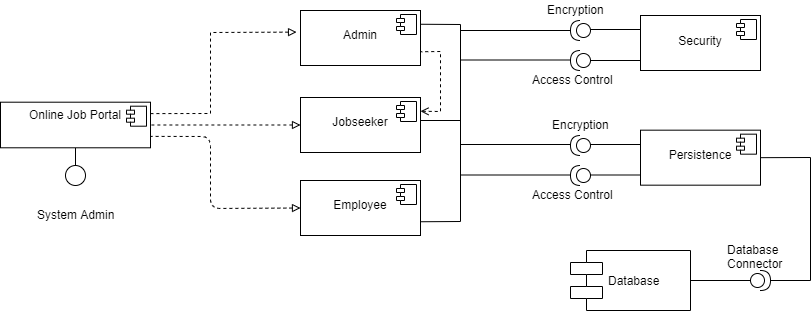 Encryption
Admin
Security
Access Control
Online Job Portal
Jobseeker
Encryption
Persistence
Access Control
Employee
System Admin
Database
Connector
Database